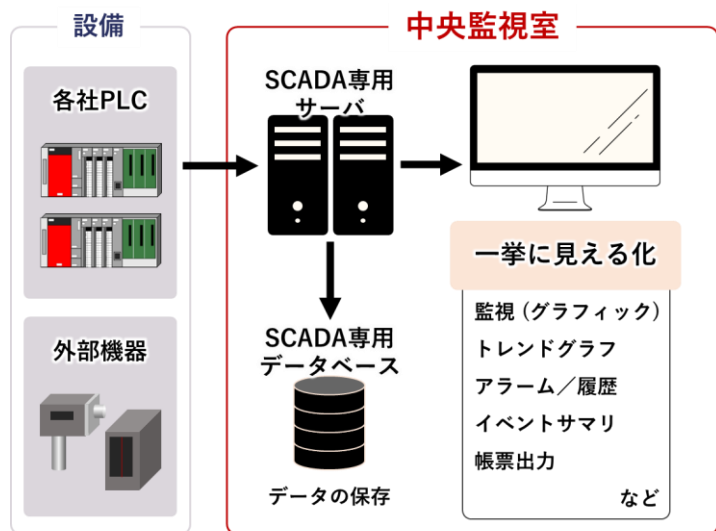 設備
各社PLC
外部機器
中央監視室
SCADA専用
サーバ
SCADA専用
データベース
データの保存
一挙に見える化
監視（グラフィック）
トレンドグラフ
アラーム／履歴
イベントサマリ
帳票出力
など